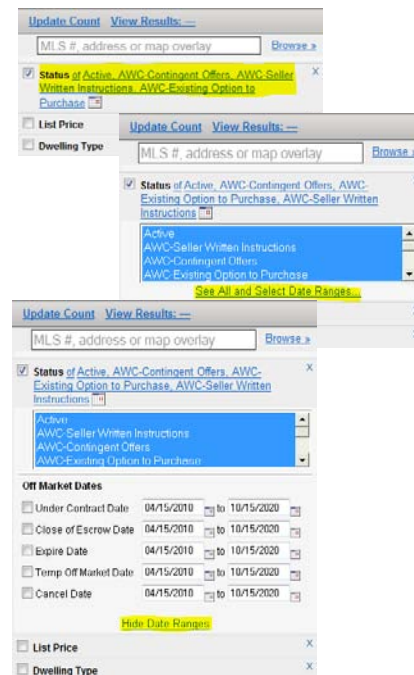 Update Count View Results: —
MLS #, address or map overlay Browse »
Status of Active, AWC-Contingent Offers, AWC-Seller X
Written Instructions, AWC-Existing Option to
Purchase
List Price
Dwelling Type
Update Count View Results: —
MLS #, address or map overlay Browse »
Status of Active, AWC-Contingent Offers, AWC-
Existing Option to Purchase, AWC-Seller Written
Instructions
Active
AWC-Seller Written Instructions
AWC-Contingent Offers
AWC-Existing Option to Purchase
See All and Select Date Ranges...
Update Count View Results: —
MLS #, address or map overlay Browse »
Status of Active, AWC-Contingent Offers, AWC- X
Existing Option to Purchase, AWC-Seller Written
Instructions
Active
AWC-Seller Written Instructions
AWC-Contingent Offers
AWC-Existing Option to Purchase
Off Market Dates
Under Contract Date 04/15/2010 to 10/15/2020
Close of Escrow Date 04/15/2010 to 10/15/2020
Expire Date 04/15/2010 to 10/15/2020
Temp Off Market Date 04/15/2010 to 10/15/2020
Cancel Date 04/15/2010 to 10/15/2020
Hide Date Ranges
List Price X
Dwelling Type X